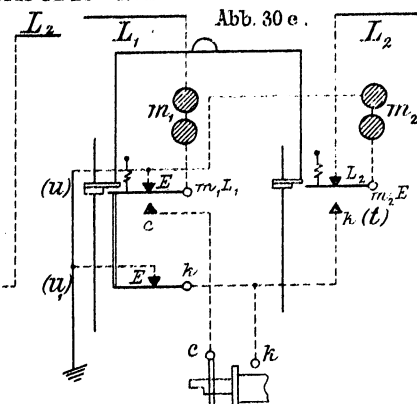 Abb. 30 c.
L₂ L₁ L₂
m₁ m₂
(u) E m₁L₁ L₂ m₂E
c k (t)
(u₁) E k
c k